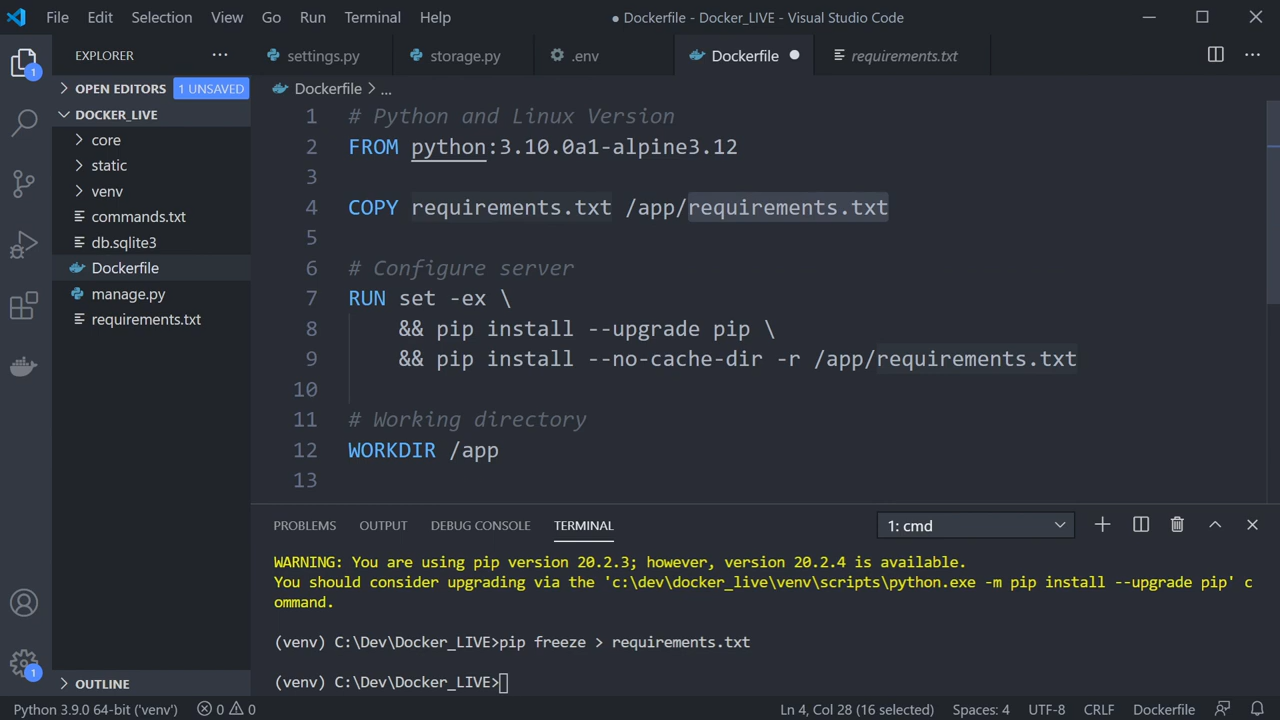 File Edit Selection View Go Run Terminal Help
● Dockerfile - Docker_LIVE - Visual Studio Code
EXPLORER
settings.py
storage.py
.env
Dockerfile
requirements.txt
1
OPEN EDITORS
1 UNSAVED
DOCKER_LIVE
core
static
venv
commands.txt
db.sqlite3
Dockerfile
manage.py
requirements.txt
OUTLINE
1
Dockerfile > ...
1 # Python and Linux Version
2 FROM python:3.10.0a1-alpine3.12
3
4 COPY requirements.txt /app/requirements.txt
5
6 # Configure server
7 RUN set -ex \
8 && pip install --upgrade pip \
9 && pip install --no-cache-dir -r /app/requirements.txt
10
11 # Working directory
12 WORKDIR /app
13
PROBLEMS OUTPUT DEBUG CONSOLE TERMINAL
1: cmd
WARNING: You are using pip version 20.2.3; however, version 20.2.4 is available.
You should consider upgrading via the 'c:\dev\docker_live\venv\scripts\python.exe -m pip install --upgrade pip' c
ommand.
(venv) C:\Dev\Docker_LIVE>pip freeze > requirements.txt
(venv) C:\Dev\Docker_LIVE>
Python 3.9.0 64-bit ('venv') 0 0
Ln 4, Col 28 (16 selected) Spaces: 4 UTF-8 CRLF Dockerfile